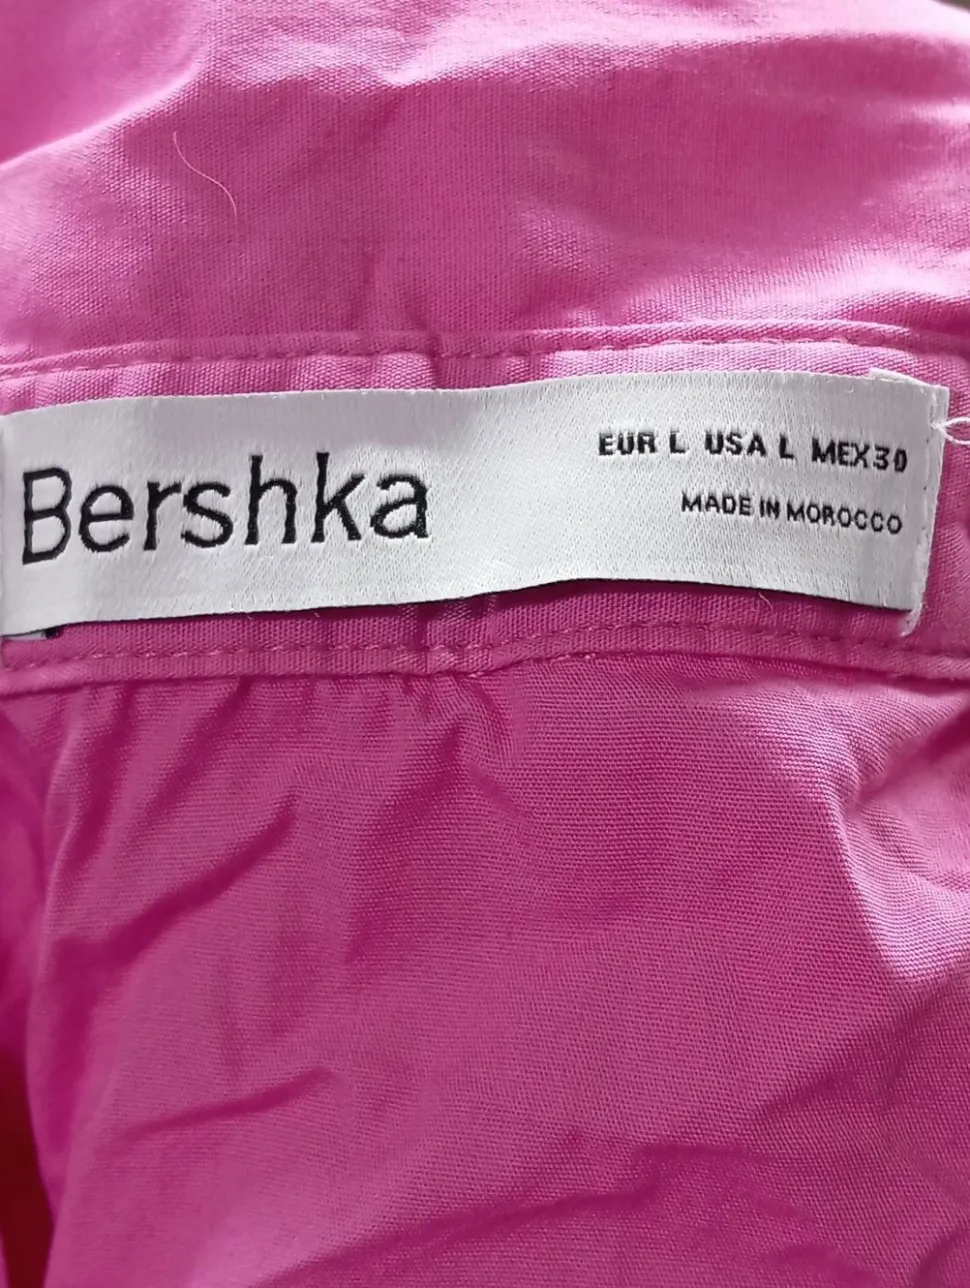 Bershka
EUR L USA L MEX30
MADE IN MOROCCO